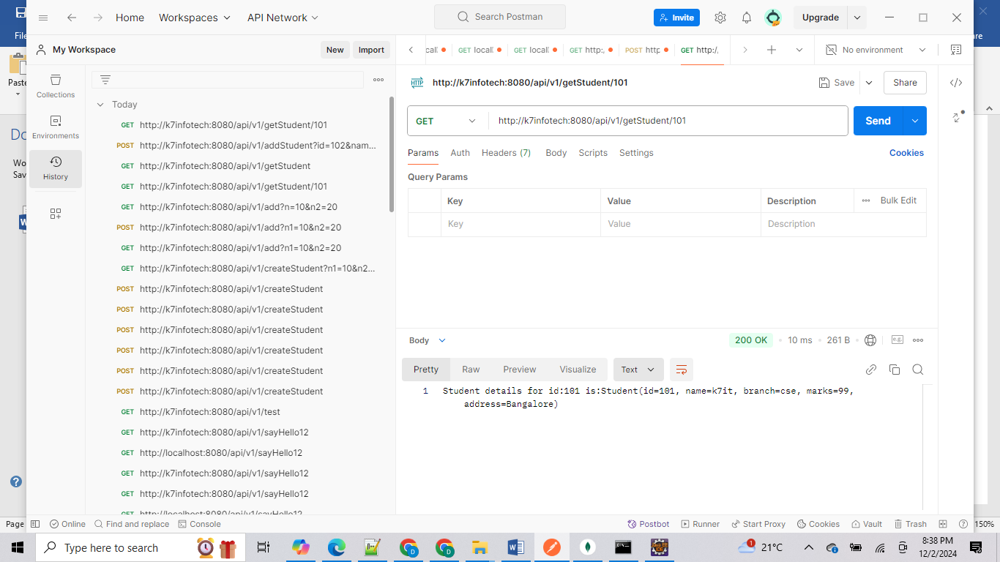 File
Home
Workspaces
API Network
Search Postman
Invite
Upgrade
Paste
My Workspace
New
Import
GET locall
GET locall
GET http:,
POST http
GET http:/,
No environment
Collections
Environments
History
Today
GET http://k7infotech:8080/api/v1/getStudent/101
POST http://k7infotech:8080/api/v1/addStudent?id=102&nam...
GET http://k7infotech:8080/api/v1/getStudent
GET http://k7infotech:8080/api/v1/getStudent/101
GET http://k7infotech:8080/api/v1/add?n=10&n2=20
POST http://k7infotech:8080/api/v1/add?n1=10&n2=20
GET http://k7infotech:8080/api/v1/add?n1=10&n2=20
GET http://k7infotech:8080/api/v1/createStudent?n1=10&n2...
POST http://k7infotech:8080/api/v1/createStudent
POST http://k7infotech:8080/api/v1/createStudent
POST http://k7infotech:8080/api/v1/createStudent
POST http://k7infotech:8080/api/v1/createStudent
POST http://k7infotech:8080/api/v1/createStudent
POST http://k7infotech:8080/api/v1/createStudent
GET http://k7infotech:8080/api/v1/test
GET http://k7infotech:8080/api/v1/sayHello12
GET http://localhost:8080/api/v1/sayHello12
GET http://k7infotech:8080/api/v1/sayHello12
GET http://k7infotech:8080/api/v1/sayHello12
GET http://localhost:8080/api/v1/sayHello12
HTTP http://k7infotech:8080/api/v1/getStudent/101
Save
Share
GET http://k7infotech:8080/api/v1/getStudent/101
Send
Params Auth Headers (7) Body Scripts Settings Cookies
Query Params
Key Value Description Bulk Edit
Key Value Description
Body 200 OK 10 ms 261 B e.g.
Pretty Raw Preview Visualize Text
1 Student details for id:101 is:Student(id=101, name=k7it, branch=cse, marks=99,
address=Bangalore)
Page
Online Find and replace Console Postbot Runner Start Proxy Cookies Vault Trash 150%
Type here to search
1
21°C
8:38 PM
12/2/2024